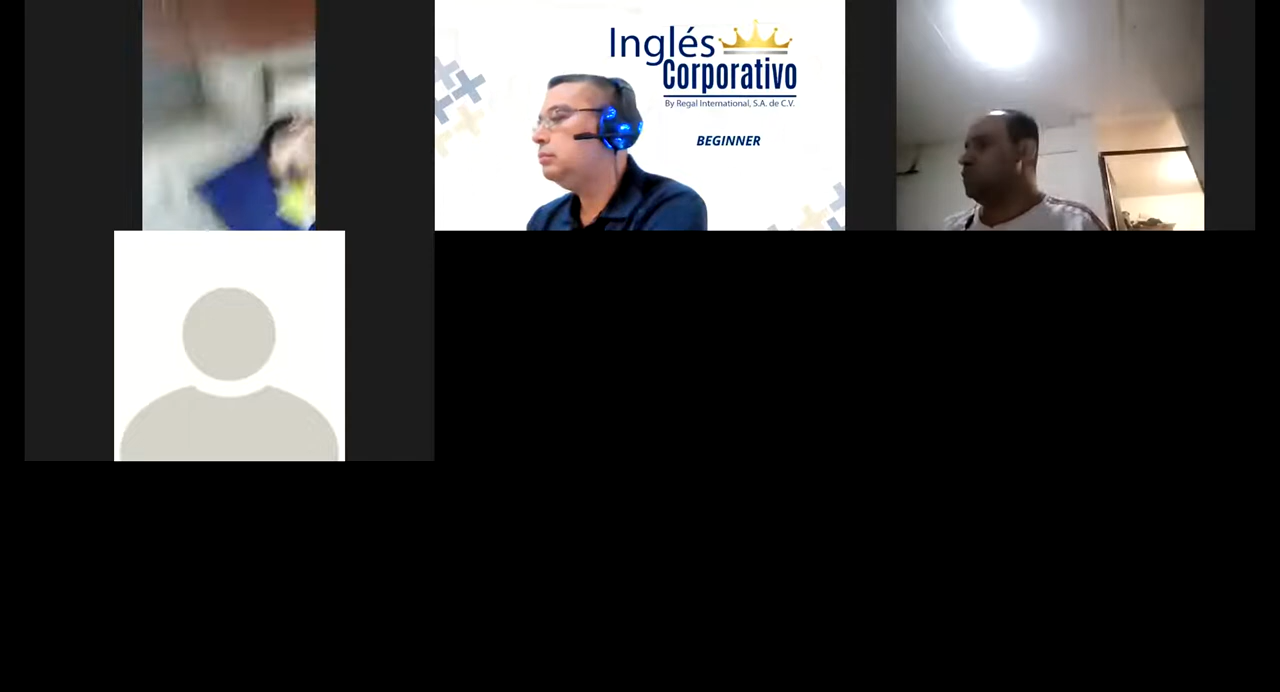 Inglés
Corporativo
By Regal International, S.A. de C.V.
BEGINNER